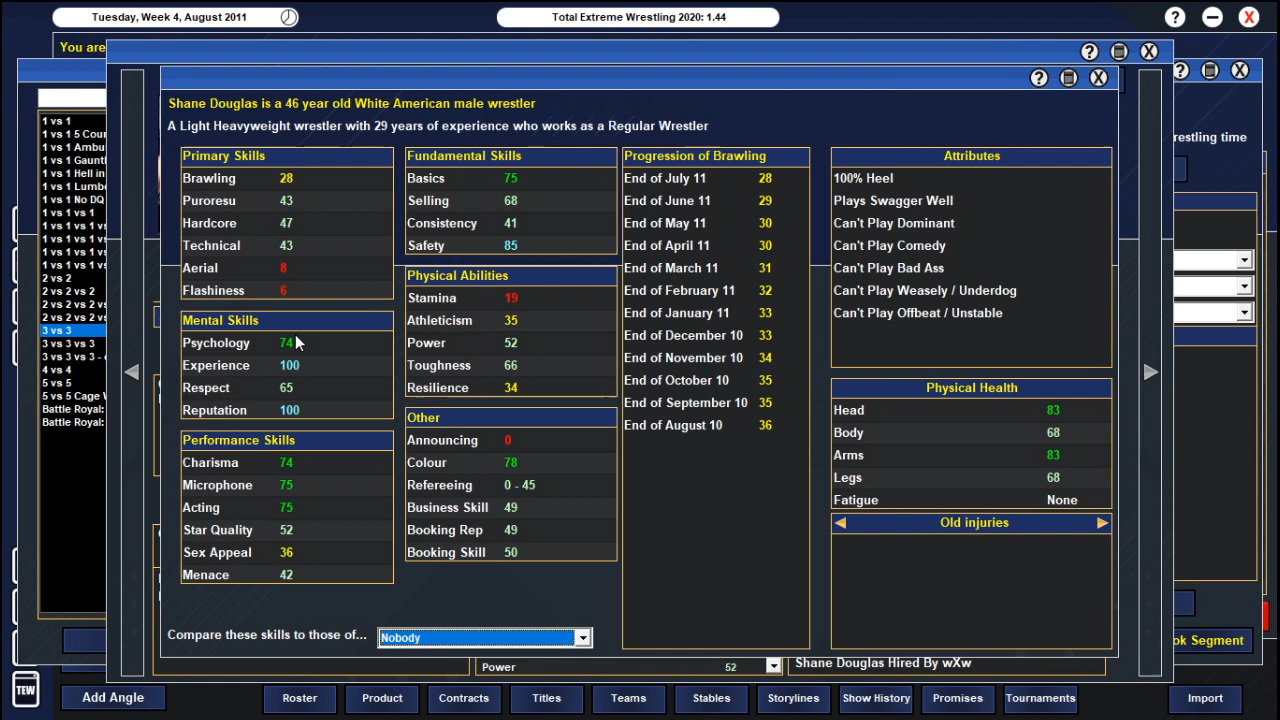 Tuesday, Week 4, August 2011
Total Extreme Wrestling 2020: 1.44
You are
Shane Douglas is a 46 year old White American male wrestler
A Light Heavyweight wrestler with 29 years of experience who works as a Regular Wrestler
restling time
1 vs 1
1 vs 1 5 Cour
1 vs 1 Ambu
1 vs 1 Gauntl
1 vs 1 Hell in
1 vs 1 Lumbe
1 vs 1 No DQ
1 vs 1 vs 1
1 vs 1 vs 1 vs
1 vs 1 vs 1 vs
1 vs 1 vs 1 vs
1 vs 1 vs 1 vs
2 vs 2
2 vs 2 vs 2
2 vs 2 vs 2 vs
2 vs 2 vs 2 vs
3 vs 3
3 vs 3 vs 3
3 vs 3 vs 3 - e
4 vs 4
5 vs 5
5 vs 5 Cage W
Battle Royal:
Battle Royal:
Primary Skills
Brawling 28
Puroresu 43
Hardcore 47
Technical 43
Aerial 8
Flashiness 6
Mental Skills
Psychology 74
Experience 100
Respect 65
Reputation 100
Performance Skills
Charisma 74
Microphone 75
Acting 75
Star Quality 52
Sex Appeal 36
Menace 42
Fundamental Skills
Basics 75
Selling 68
Consistency 41
Safety 85
Physical Abilities
Stamina 19
Athleticism 35
Power 52
Toughness 66
Resilience 34
Other
Announcing 0
Colour 78
Refereeing 0 - 45
Business Skill 49
Booking Rep 49
Booking Skill 50
Progression of Brawling
End of July 11 28
End of June 11 29
End of May 11 30
End of April 11 30
End of March 11 31
End of February 11 32
End of January 11 33
End of December 10 33
End of November 10 34
End of October 10 35
End of September 10 35
End of August 10 36
Attributes
100% Heel
Plays Swagger Well
Can't Play Dominant
Can't Play Comedy
Can't Play Bad Ass
Can't Play Weasely / Underdog
Can't Play Offbeat / Unstable
Physical Health
Head 83
Body 68
Arms 83
Legs 68
Fatigue None
Old injuries
Compare these skills to those of... Nobody
ok Segment
Power 52
Shane Douglas Hired By wXw
TEW
Add Angle
Roster
Product
Contracts
Titles
Teams
Stables
Storylines
Show History
Promises
Tournaments
Import